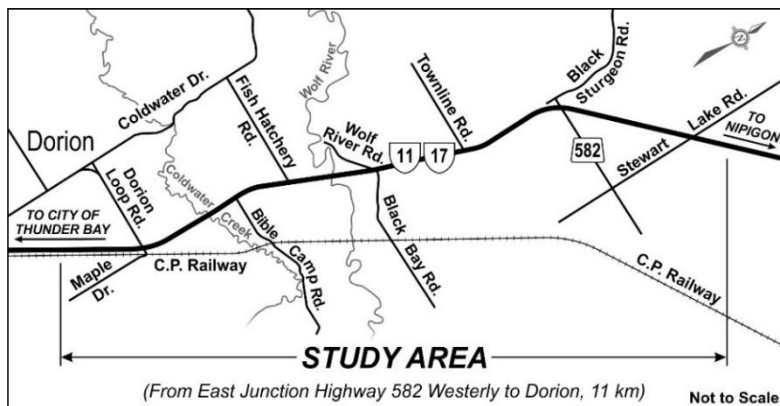 Coldwater Dr.
Dorion
Dorion
Loop Rd.
Fish Hatchery
Rd.
Wolf River
Wolf
River Rd.
Townline Rd.
Black
Sturgeon Rd.
N
Lake Rd.
Stewart
TO
NIPIGON
11
17
582
TO CITY OF
THUNDER BAY
Coldwater
Creek
Bible
Camp Rd.
Black
Bay Rd.
Maple
Dr.
C.P. Railway
C.P. Railway
STUDY AREA
(From East Junction Highway 582 Westerly to Dorion, 11 km)
Not to Scale